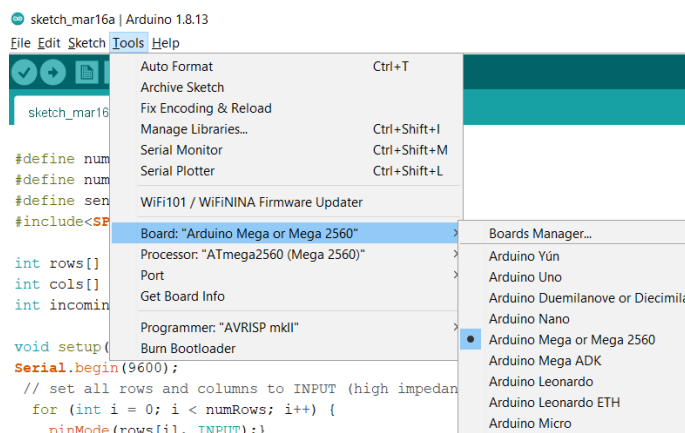 sketch_mar16a | Arduino 1.8.13
File Edit Sketch Tools Help
sketch_mar16
Auto Format Ctrl+T
Archive Sketch
Fix Encoding & Reload
Manage Libraries... Ctrl+Shift+I
Serial Monitor Ctrl+Shift+M
Serial Plotter Ctrl+Shift+L
WiFi101 / WiFiNINA Firmware Updater
Board: "Arduino Mega or Mega 2560"
Processor: "ATmega2560 (Mega 2560)"
Port
Get Board Info
Programmer: "AVRISP mkII"
Burn Bootloader
Boards Manager...
Arduino Yún
Arduino Uno
Arduino Duemilanove or Diecimila
Arduino Nano
Arduino Mega or Mega 2560
Arduino Mega ADK
Arduino Leonardo
Arduino Leonardo ETH
Arduino Micro
#define num
#define num
#define sen
#include<SP
int rows[]
int cols[]
int incomin
void setup(
Serial.begin(9600);
// set all rows and columns to INPUT (high impedan
for (int i = 0; i < numRows; i++) {
pinMode(rows[i], INPUT);}